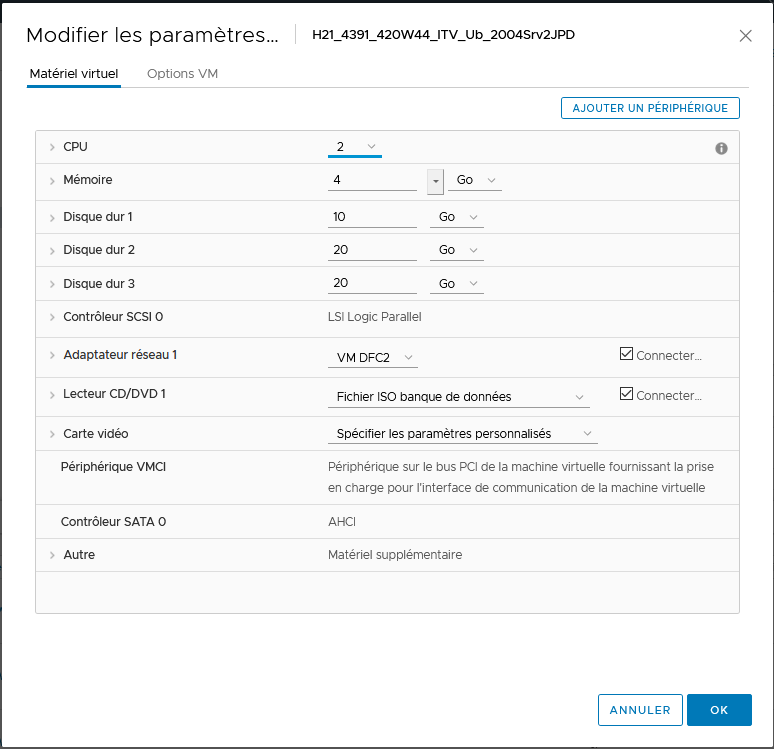 Modifier les paramètres... H21_4391_420W44_ITV_Ub_2004Srv2JPD
Matériel virtuel Options VM
AJOUTER UN PÉRIPHÉRIQUE
CPU 2
Mémoire 4 Go
Disque dur 1 10 Go
Disque dur 2 20 Go
Disque dur 3 20 Go
Contrôleur SCSI 0 LSI Logic Parallel
Adaptateur réseau 1 VM DFC2 Connecter...
Lecteur CD/DVD 1 Fichier ISO banque de données Connecter...
Carte vidéo Spécifier les paramètres personnalisés
Périphérique VMCI Périphérique sur le bus PCI de la machine virtuelle fournissant la prise
en charge pour l'interface de communication de la machine virtuelle
Contrôleur SATA 0 AHCI
Autre Matériel supplémentaire
ANNULER OK